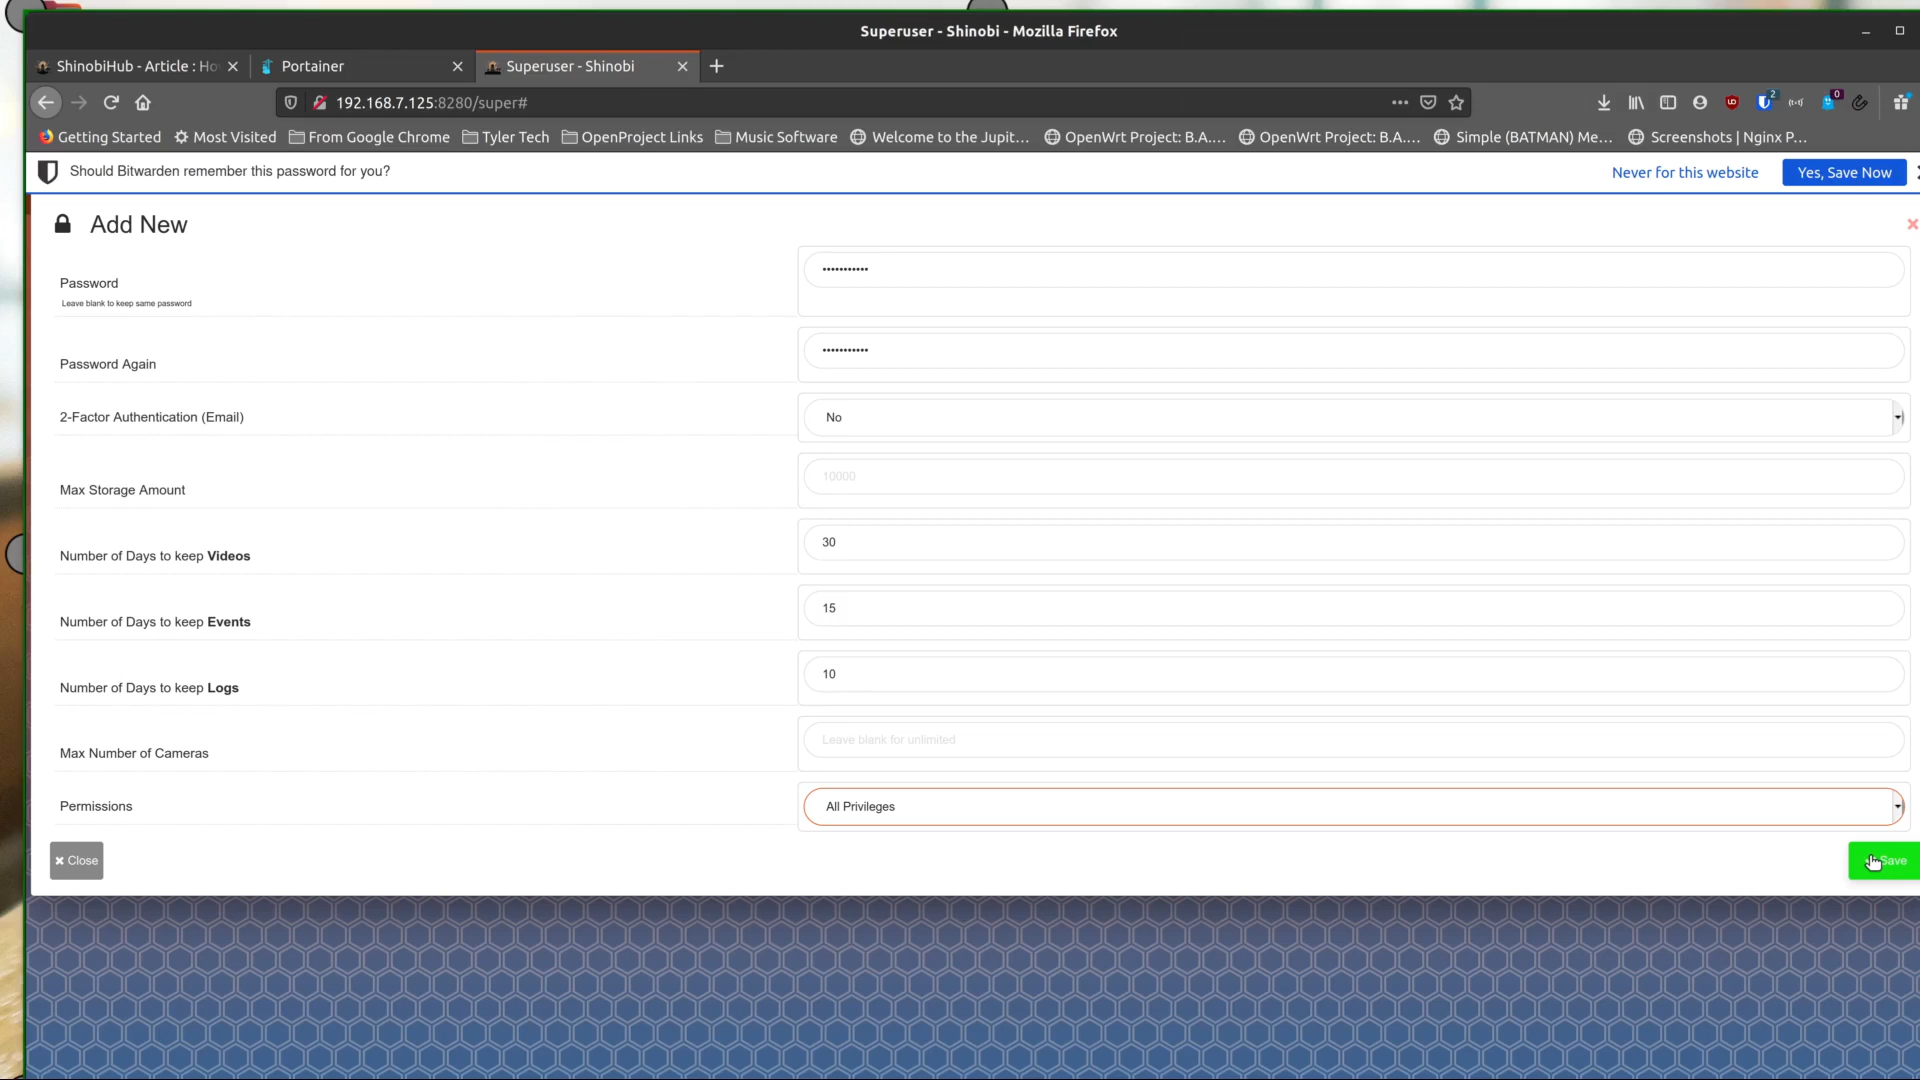 Superuser - Shinobi - Mozilla Firefox
ShinobiHub - Article : Ho
Portainer
Superuser - Shinobi
192.168.7.125:8280/super#
2
0
Getting Started
Most Visited
From Google Chrome
Tyler Tech
OpenProject Links
Music Software
Welcome to the Jupit...
OpenWrt Project: B.A....
OpenWrt Project: B.A....
Simple (BATMAN) Me...
Screenshots | Nginx P...
Should Bitwarden remember this password for you?
Never for this website
Yes, Save Now
Add New
Password
Leave blank to keep same password
•••••••••••
Password Again
•••••••••••
2-Factor Authentication (Email)
No
Max Storage Amount
10000
Number of Days to keep Videos
30
Number of Days to keep Events
15
Number of Days to keep Logs
10
Max Number of Cameras
Leave blank for unlimited
Permissions
All Privileges
Close
Save